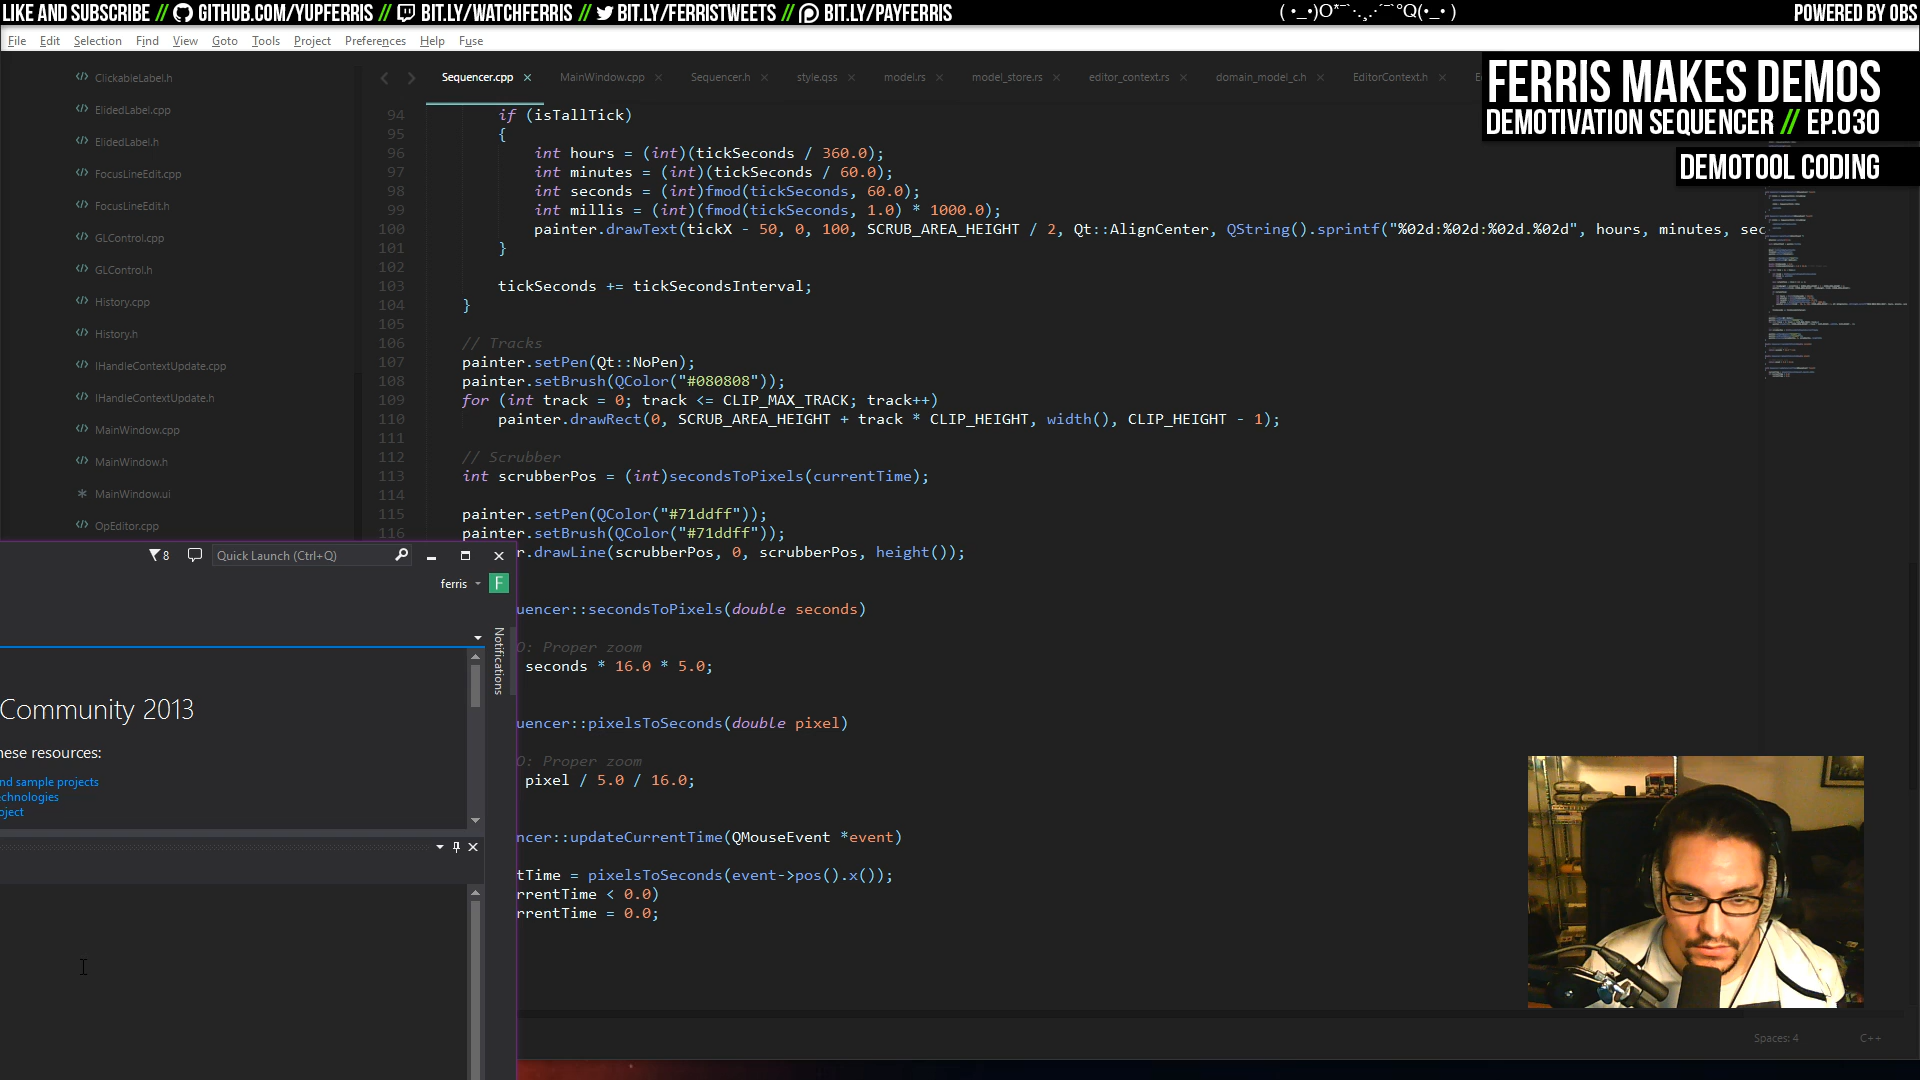 LIKE AND SUBSCRIBE // GITHUB.COM/YUPFERRIS // BIT.LY/WATCHFERRIS // BIT.LY/FERRISTWEETS // BIT.LY/PAYFERRIS
POWERED BY OBS
File Edit Selection Find View Goto Tools Project Preferences Help Fuse
FERRIS MAKES DEMOS
DEMOTIVATION SEQUENCER // EP.030
DEMOTOOL CODING
Sequencer.cpp × MainWindow.cpp × Sequencer.h × style.qss × model.rs × model_store.rs × editor_context.rs × domain_model_c.h × EditorContext.h ×
ClickableLabel.h
ElidedLabel.cpp
ElidedLabel.h
FocusLineEdit.cpp
FocusLineEdit.h
GLControl.cpp
GLControl.h
History.cpp
History.h
IHandleContextUpdate.cpp
IHandleContextUpdate.h
MainWindow.cpp
MainWindow.h
MainWindow.ui
OpEditor.cpp
94 if (isTallTick)
95 {
96 int hours = (int)(tickSeconds / 360.0);
97 int minutes = (int)(tickSeconds / 60.0);
98 int seconds = (int)fmod(tickSeconds, 60.0);
99 int millis = (int)(fmod(tickSeconds, 1.0) * 1000.0);
100 painter.drawText(tickX - 50, 0, 100, SCRUB_AREA_HEIGHT / 2, Qt::AlignCenter, QString().sprintf("%02d:%02d:%02d.%02d", hours, minutes, sec
101 }
102
103 tickSeconds += tickSecondsInterval;
104 }
105
106 // Tracks
107 painter.setPen(Qt::NoPen);
108 painter.setBrush(QColor("#080808"));
109 for (int track = 0; track <= CLIP_MAX_TRACK; track++)
110 painter.drawRect(0, SCRUB_AREA_HEIGHT + track * CLIP_HEIGHT, width(), CLIP_HEIGHT - 1);
111
112 // Scrubber
113 int scrubberPos = (int)secondsToPixels(currentTime);
114
115 painter.setPen(QColor("#71ddff"));
116 painter.setBrush(QColor("#71ddff"));
r.drawLine(scrubberPos, 0, scrubberPos, height());
uencer::secondsToPixels(double seconds)
O: Proper zoom
seconds * 16.0 * 5.0;
uencer::pixelsToSeconds(double pixel)
O: Proper zoom
pixel / 5.0 / 16.0;
ncer::updateCurrentTime(QMouseEvent *event)
tTime = pixelsToSeconds(event->pos().x());
rrentTime < 0.0)
rrentTime = 0.0;
8 Quick Launch (Ctrl+Q)
ferris F
Notifications
Community 2013
hese resources:
nd sample projects
echnologies
oject
Spaces: 4 C++